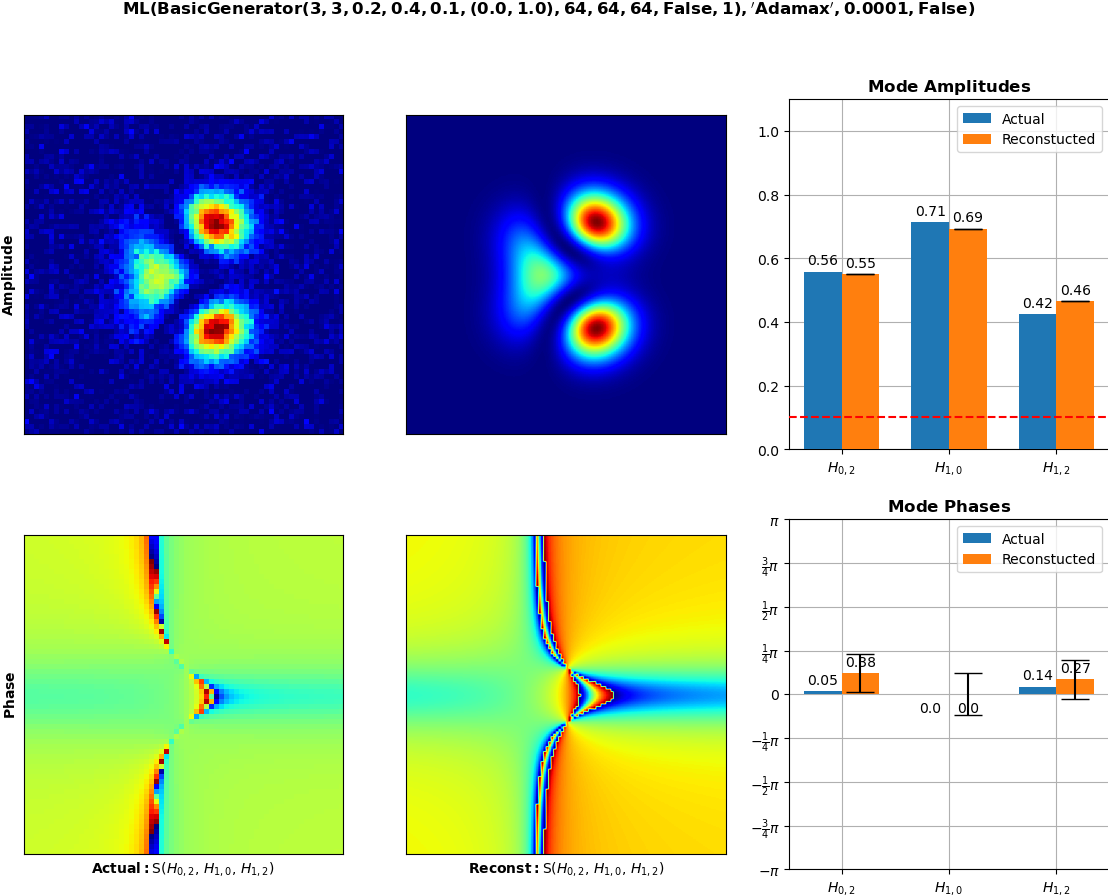 ML(BasicGenerator(3, 3, 0.2, 0.4, 0.1, (0.0, 1.0), 64, 64, 64, False, 1), ′Adamax′, 0.0001, False)
Amplitude
Mode Amplitudes
Actual
Reconstucted
1.0
0.8
0.6
0.4
0.2
0.0
0.56
0.55
0.71
0.69
0.42
0.46
H0, 2
H1, 0
H1, 2
Phase
Actual: S(H0, 2, H1, 0, H1, 2)
Reconst: S(H0, 2, H1, 0, H1, 2)
Mode Phases
Actual
Reconstucted
π
3/4π
1/2π
1/4π
0
−1/4π
−1/2π
−3/4π
−π
0.05
0.38
0.0
0.0
0.14
0.27
H0, 2
H1, 0
H1, 2